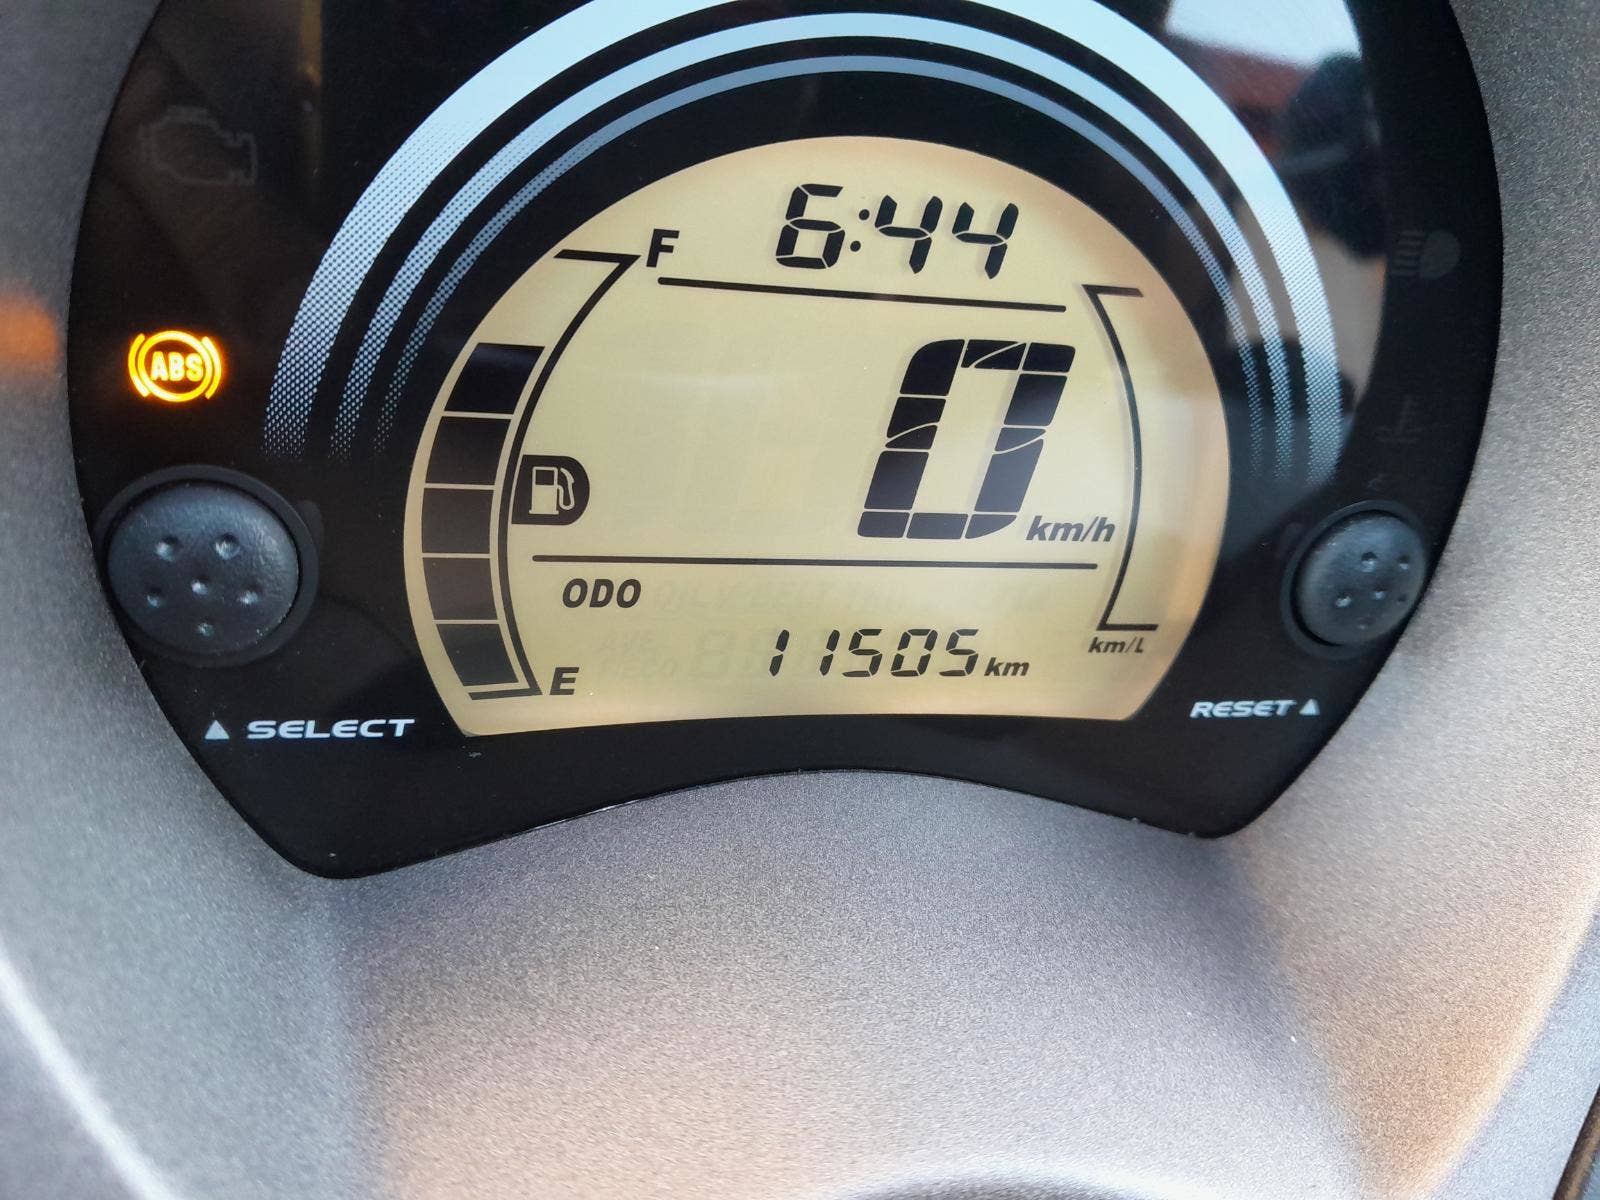 6:44
F
ABS
0 km/h
ODO
11505 km
km/L
E
SELECT
RESET